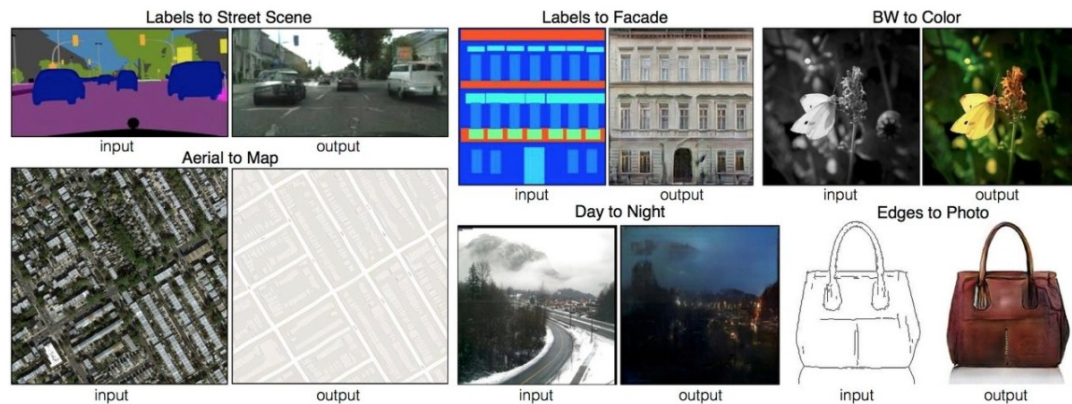 Labels to Street Scene
input
output
Aerial to Map
input
output
Labels to Facade
input
output
BW to Color
input
output
Day to Night
input
output
Edges to Photo
input
output